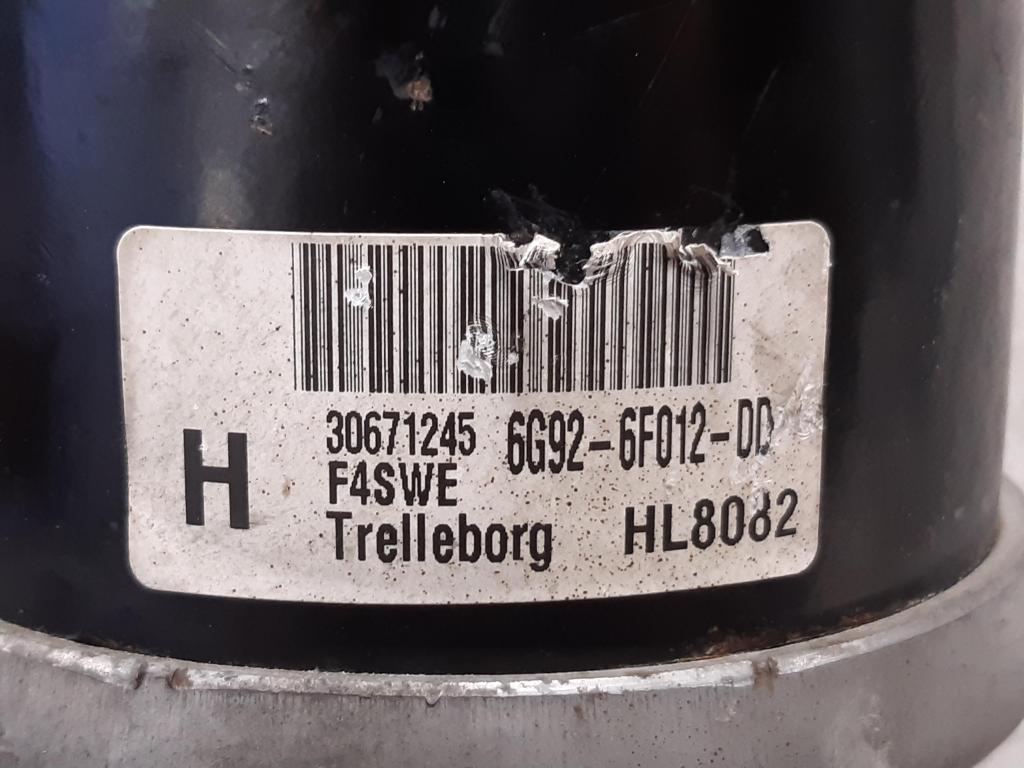 H
30671245 6G92-6F012-DD
F4SWE
Trelleborg HL8082